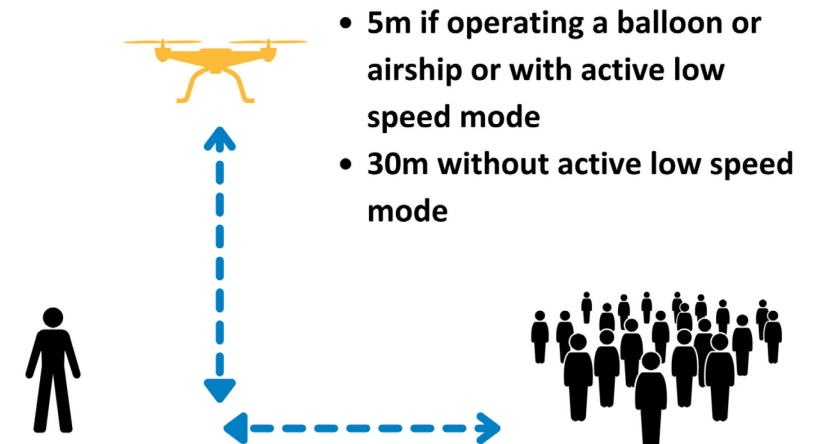 • 5m if operating a balloon or
airship or with active low
speed mode
• 30m without active low speed
mode